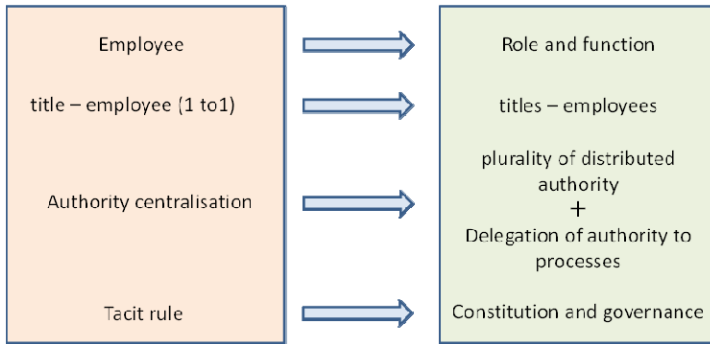 Employee
Role and function
title – employee (1 to1)
titles – employees
Authority centralisation
plurality of distributed
authority
+
Delegation of authority to
processes
Tacit rule
Constitution and governance